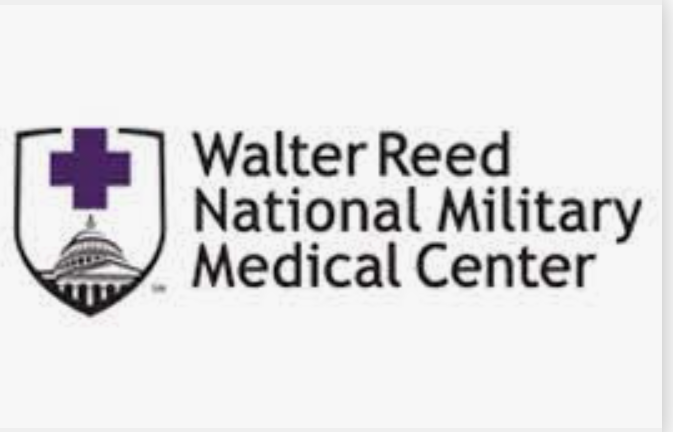 Walter Reed
National Military
Medical Center